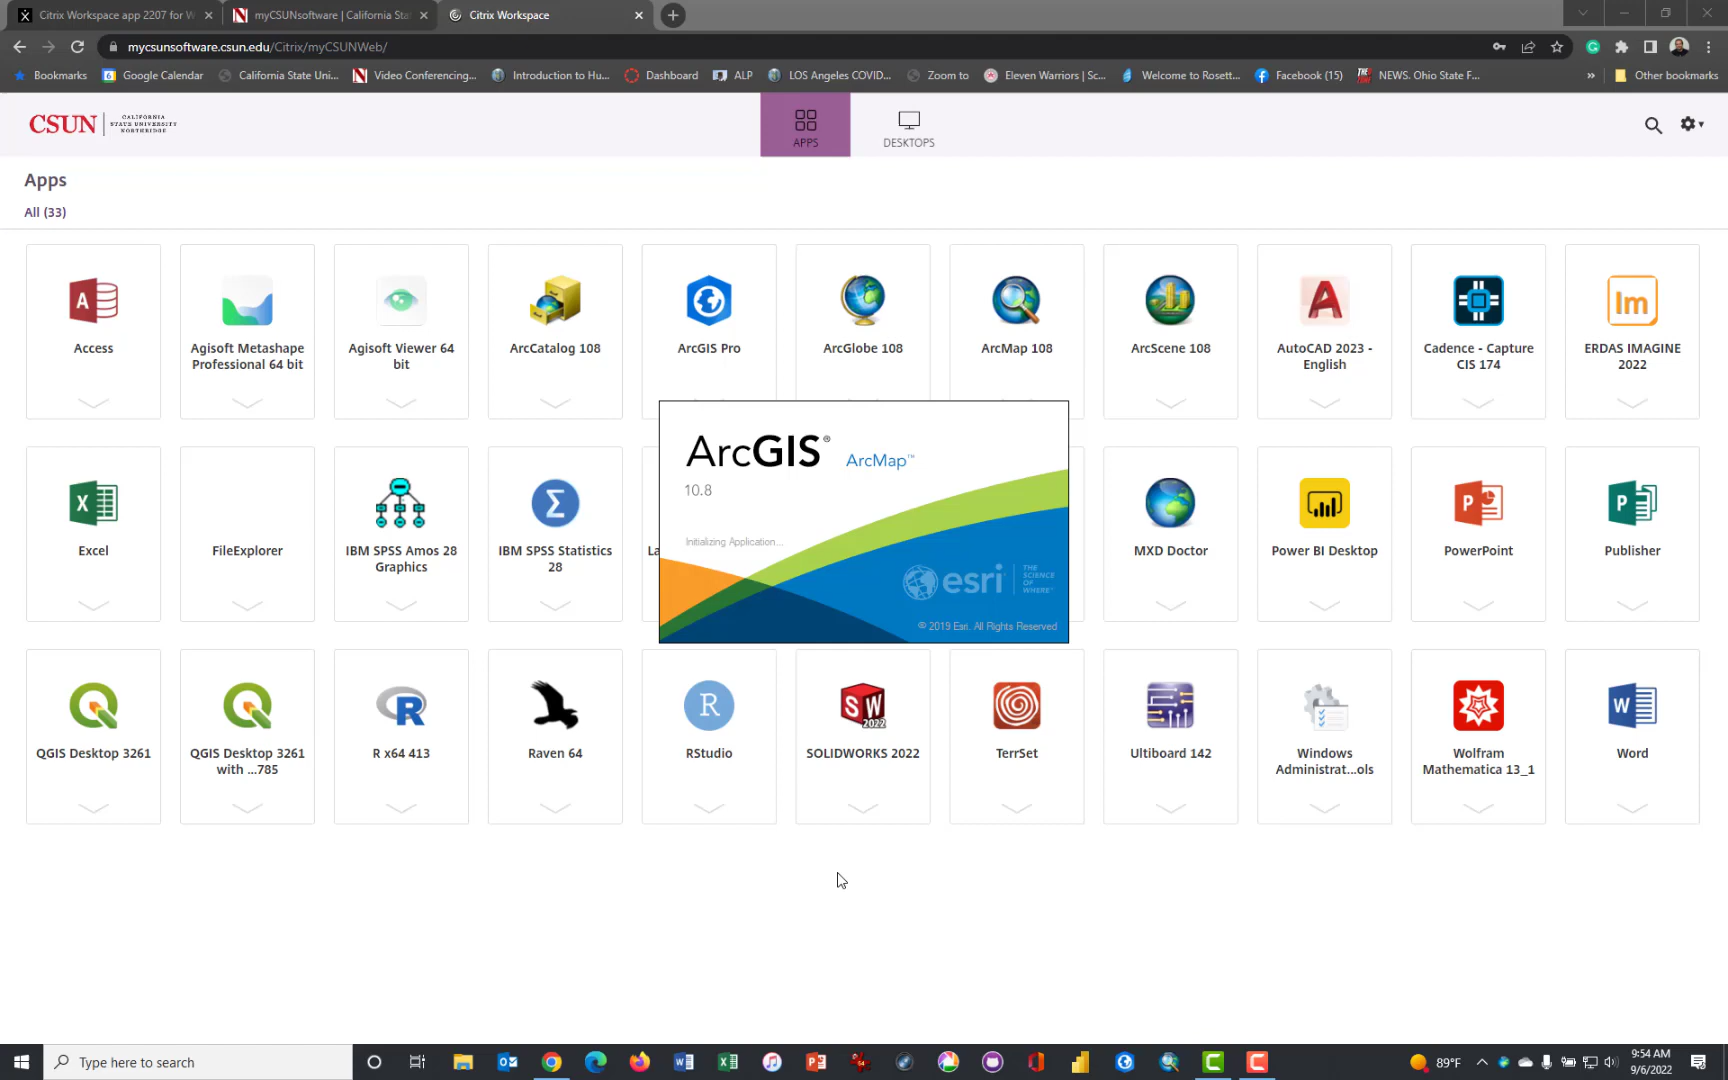 Citrix Workspace app 2207 for W
myCSUNsoftware | California Sta
Citrix Workspace
mycsunsoftware.csun.edu/Citrix/myCSUNWeb/
Bookmarks
Google Calendar
California State Uni...
Video Conferencing...
Introduction to Hu...
Dashboard
ALP
LOS Angeles COVID...
Zoom to
Eleven Warriors | Sc...
Welcome to Rosett...
Facebook (15)
NEWS. Ohio State F...
»
Other bookmarks
CSUN
CALIFORNIA
STATE UNIVERSITY
NORTHRIDGE
APPS
DESKTOPS
Apps
All (33)
Access
Agisoft Metashape
Professional 64 bit
Agisoft Viewer 64
bit
ArcCatalog 108
ArcGIS Pro
ArcGlobe 108
ArcMap 108
ArcScene 108
AutoCAD 2023 -
English
Cadence - Capture
CIS 174
Im
ERDAS IMAGINE
2022
ArcGIS® ArcMap™
10.8
Initializing Application...
esri
THE
SCIENCE
OF
WHERE™
© 2019 Esri. All Rights Reserved
Excel
FileExplorer
IBM SPSS Amos 28
Graphics
IBM SPSS Statistics
28
La
MXD Doctor
Power BI Desktop
PowerPoint
Publisher
QGIS Desktop 3261
QGIS Desktop 3261
with ...785
R x64 413
Raven 64
RStudio
SW
2022
SOLIDWORKS 2022
TerrSet
Ultiboard 142
Windows
Administrat...ols
Wolfram
Mathematica 13_1
Word
Type here to search
89°F
9:54 AM
9/6/2022